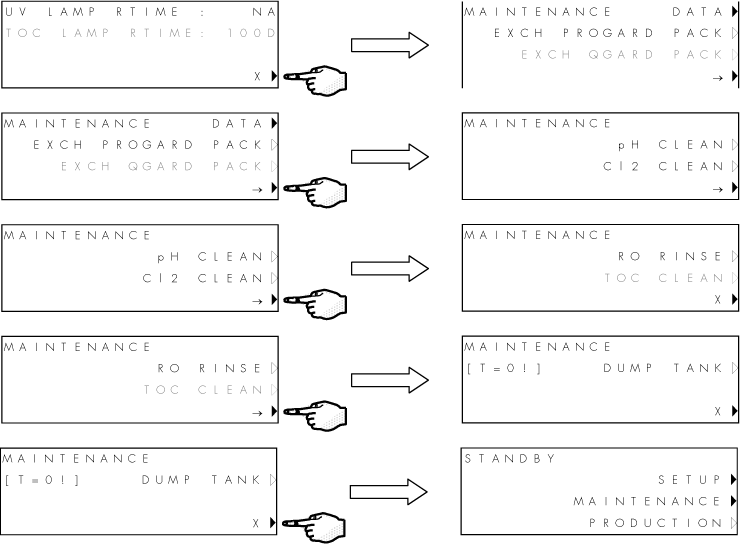 UV LAMP RTIME : NA
TOC LAMP RTIME: 100D
X
MAINTENANCE DATA
EXCH PROGARD PACK
EXCH QGARD PACK
→
MAINTENANCE DATA
EXCH PROGARD PACK
EXCH QGARD PACK
→
MAINTENANCE
pH CLEAN
Cl2 CLEAN
→
MAINTENANCE
pH CLEAN
Cl2 CLEAN
→
MAINTENANCE
RO RINSE
TOC CLEAN
X
MAINTENANCE
RO RINSE
TOC CLEAN
→
MAINTENANCE
[T=0!] DUMP TANK
X
MAINTENANCE
[T=0!] DUMP TANK
X
STANDBY
SETUP
MAINTENANCE
PRODUCTION